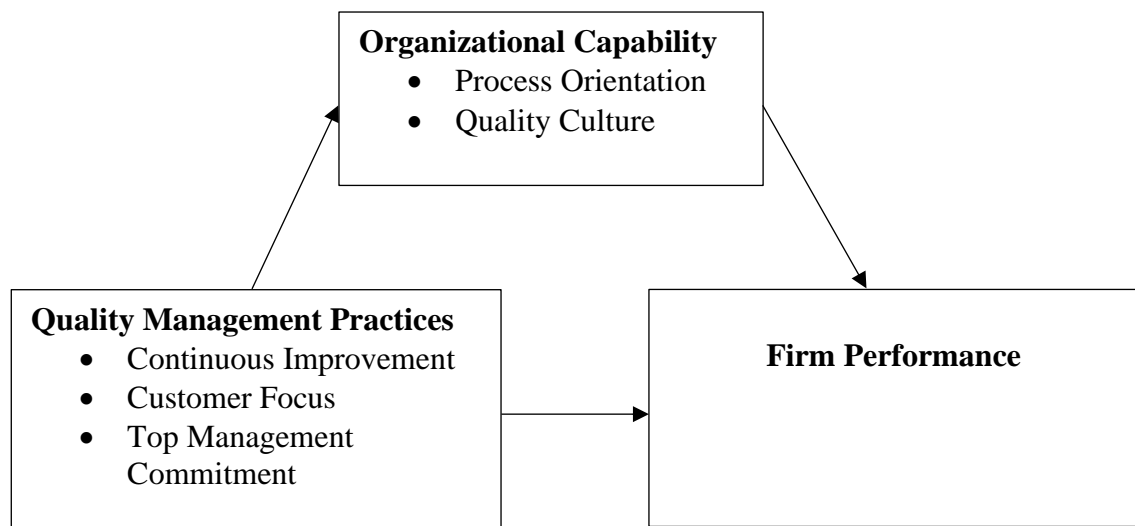 Organizational Capability
• Process Orientation
• Quality Culture
Quality Management Practices
• Continuous Improvement
• Customer Focus
• Top Management
Commitment
Firm Performance